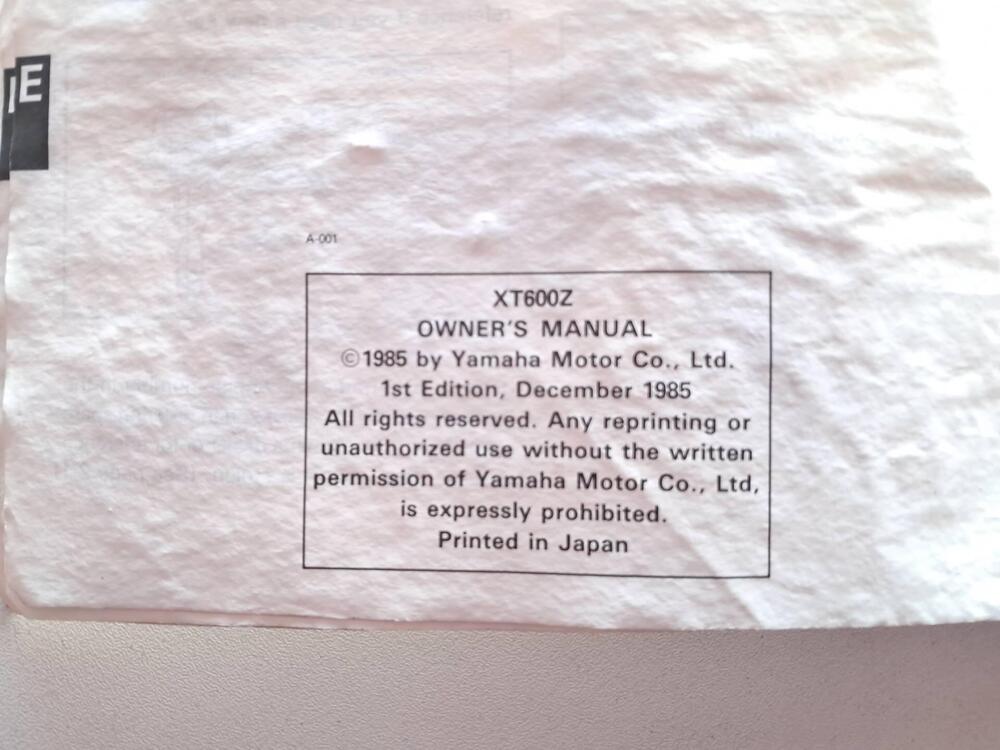 E
A-001
XT600Z
OWNER'S MANUAL
©1985 by Yamaha Motor Co., Ltd.
1st Edition, December 1985
All rights reserved. Any reprinting or
unauthorized use without the written
permission of Yamaha Motor Co., Ltd,
is expressly prohibited.
Printed in Japan